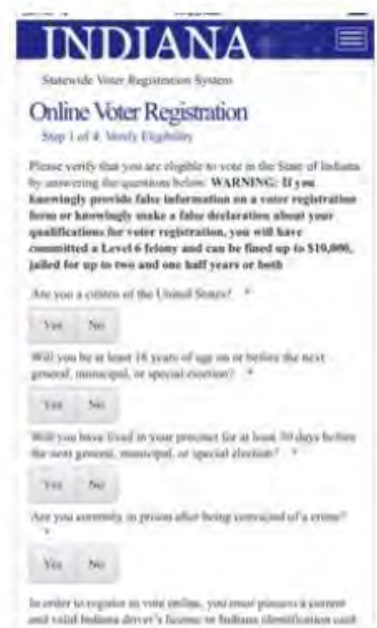 INDIANA
Statewide Voter Registration System
Online Voter Registration
Step 1 of 4: Verify Eligibility
Please verify that you are eligible to vote in the State of Indiana
by answering the questions below. WARNING: If you
knowingly provide false information on a voter registration
form or knowingly make a false declaration about your
qualifications for voter registration, you will have
committed a Level 6 felony and can be fined up to $10,000,
jailed for up to two and one half years or both
Are you a citizen of the United States? *
Yes No
Will you be at least 18 years of age on or before the next
general, municipal, or special election? *
Yes No
Will you have lived in your precinct for at least 30 days before
the next general, municipal, or special election? *
Yes No
Are you currently in prison after being convicted of a crime?
*
Yes No
In order to register to vote online, you must possess a current
and valid Indiana driver's license or Indiana identification card